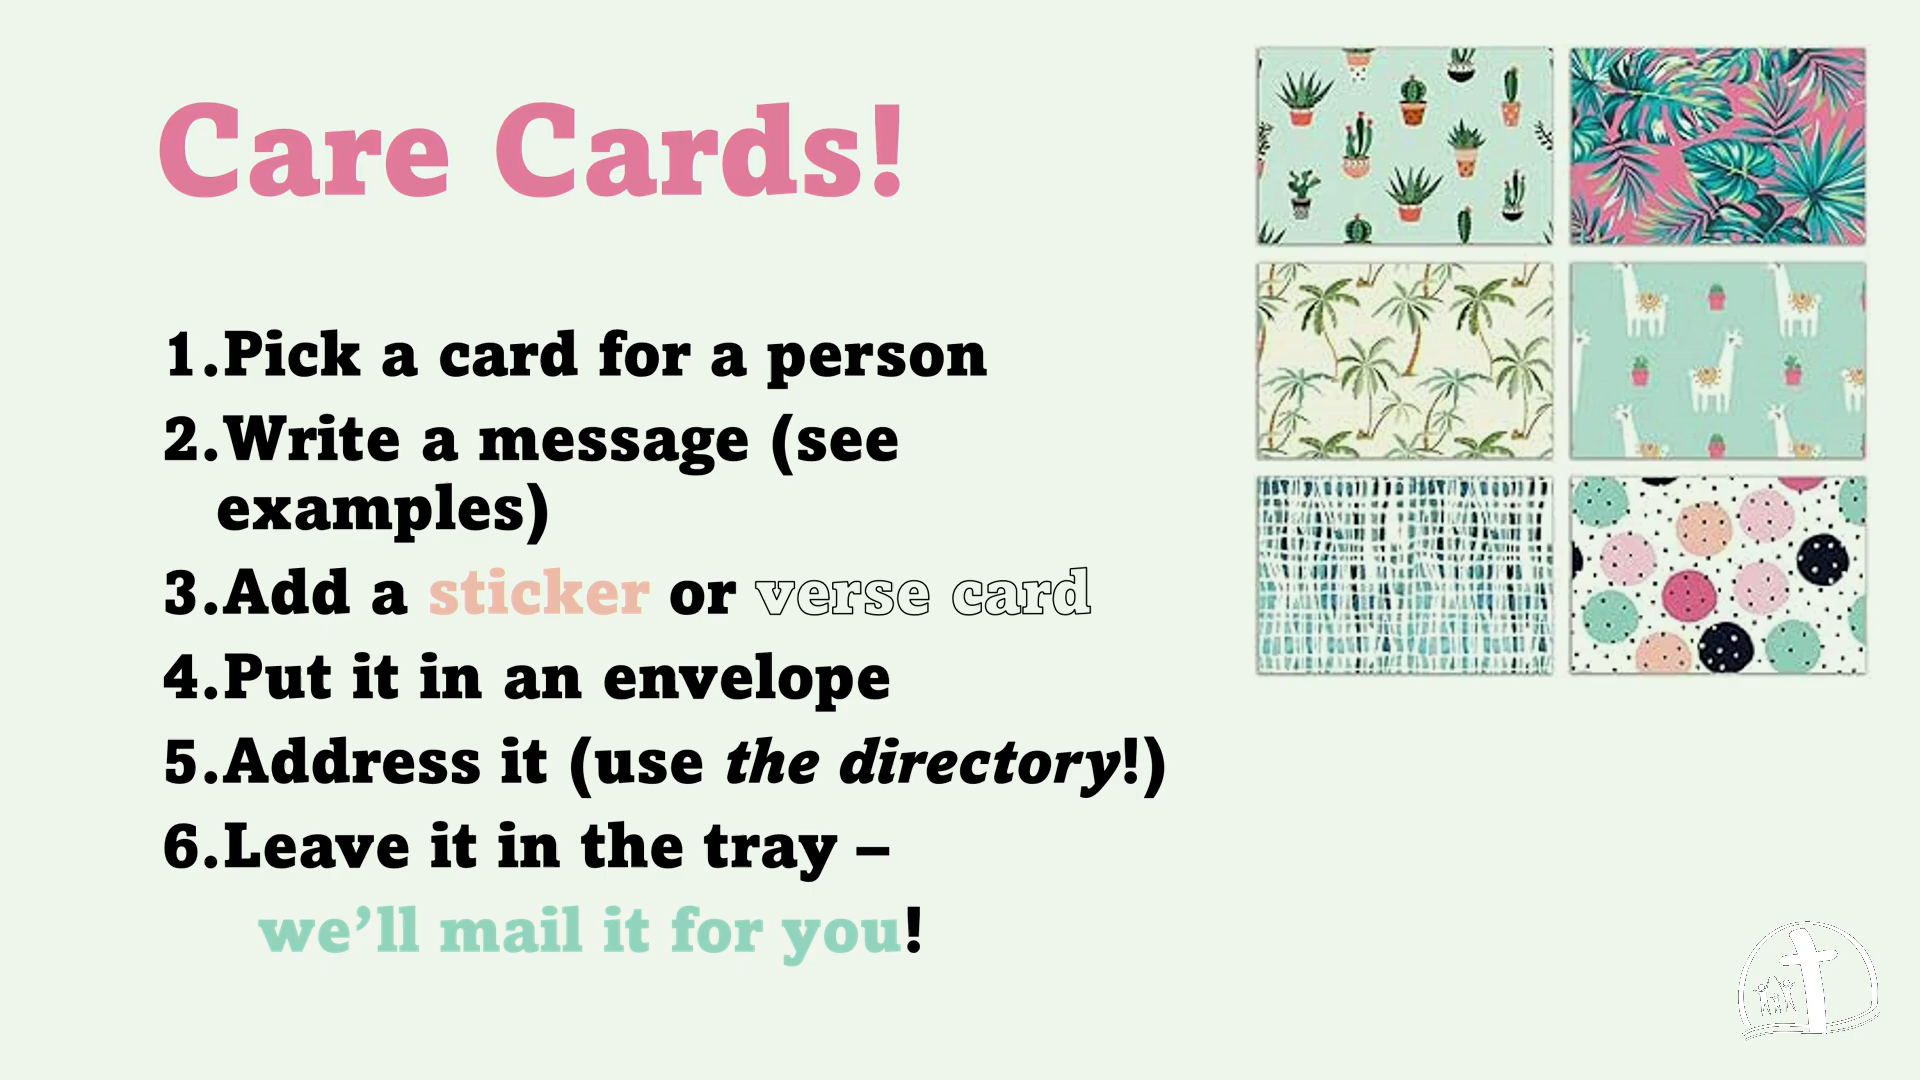 Care Cards!
1.Pick a card for a person
2.Write a message (see
examples)
3.Add a sticker or verse card
4.Put it in an envelope
5.Address it (use the directory!)
6.Leave it in the tray –
we’ll mail it for you!